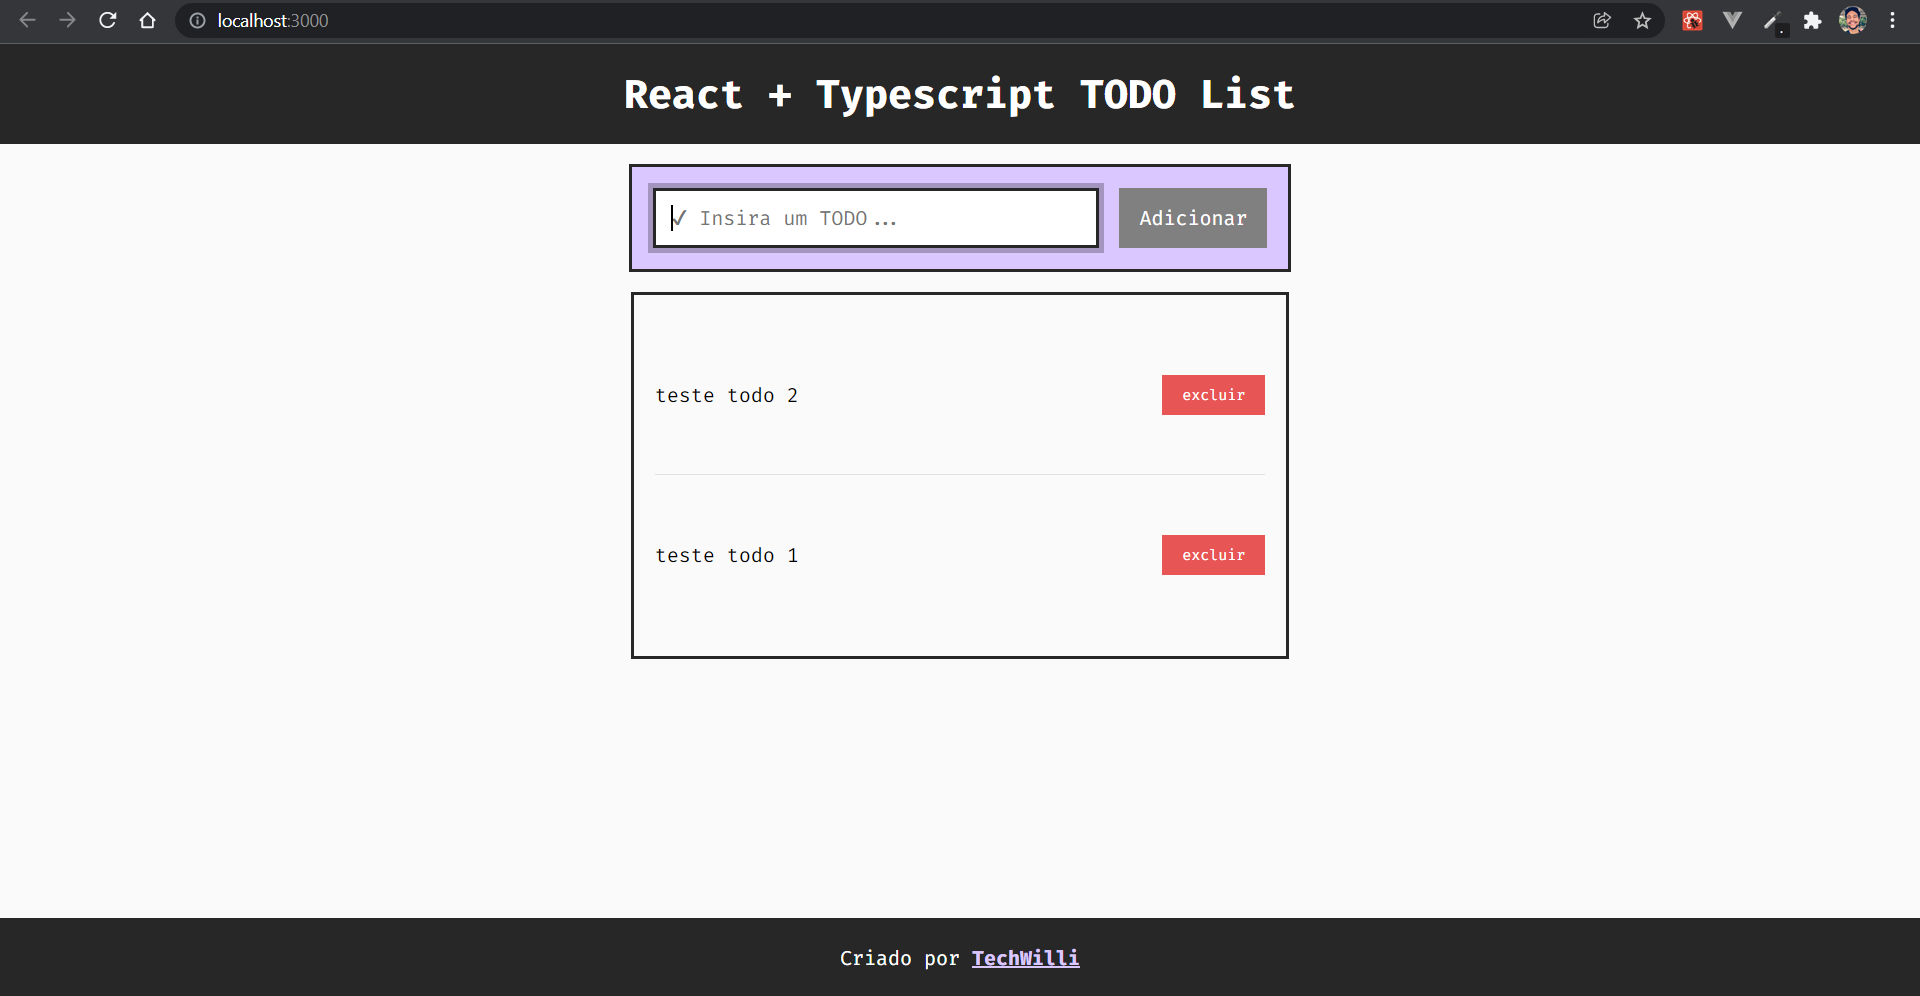 localhost:3000
React + Typescript TODO List
✓ Insira um TODO...
Adicionar
teste todo 2
excluir
teste todo 1
excluir
Criado por TechWilli